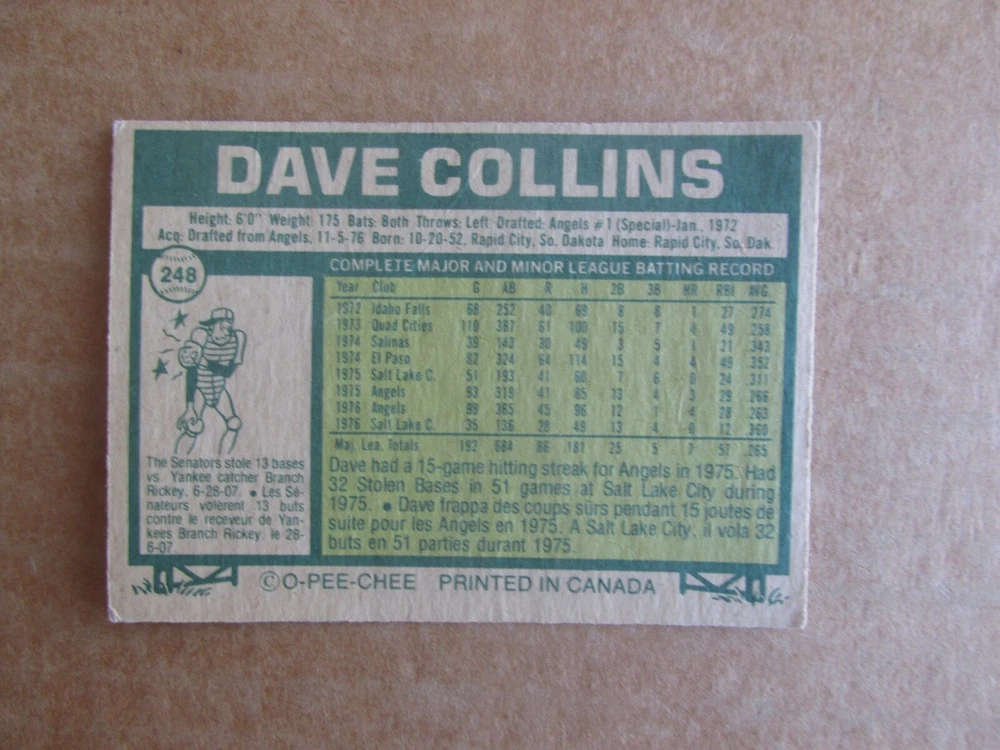 DAVE COLLINS
Height: 6'0" Weight: 175 Bats: Both Throws: Left Drafted: Angels #1 (Special)-Jan., 1972
Acq: Drafted from Angels, 11-5-76 Born: 10-20-52, Rapid City, So. Dakota Home: Rapid City, So. Dak.
248
COMPLETE MAJOR AND MINOR LEAGUE BATTING RECORD
Year Club G AB R H 2B 3B HR RBI AVG.
1972 Idaho Falls 68 252 40 69 8 8 1 27 .274
1973 Quad Cities 110 387 61 100 15 7 4 49 .258
1974 Salinas 39 143 30 49 3 5 1 21 .343
1974 El Paso 82 324 64 114 15 4 4 49 .352
1975 Salt Lake C. 51 193 41 60 7 6 0 24 .311
1975 Angels 93 319 41 85 13 4 3 29 .266
1976 Angels 99 365 45 96 12 1 4 28 .263
1976 Salt Lake C. 35 136 28 49 13 4 0 12 .360
Maj. Lea. Totals 192 684 86 181 25 5 7 57 .265
The Senators stole 13 bases
vs. Yankee catcher Branch
Rickey, 6-28-07. • Les Sé-
nateurs volèrent 13 buts
contre le receveur de Yan-
kees Branch Rickey, le 28-
6-07.
Dave had a 15-game hitting streak for Angels in 1975. Had
32 Stolen Bases in 51 games at Salt Lake City during
1975. • Dave frappa des coups sûrs pendant 15 joutes de
suite pour les Angels en 1975. A Salt Lake City, il vola 32
buts en 51 parties durant 1975.
© O-PEE-CHEE PRINTED IN CANADA